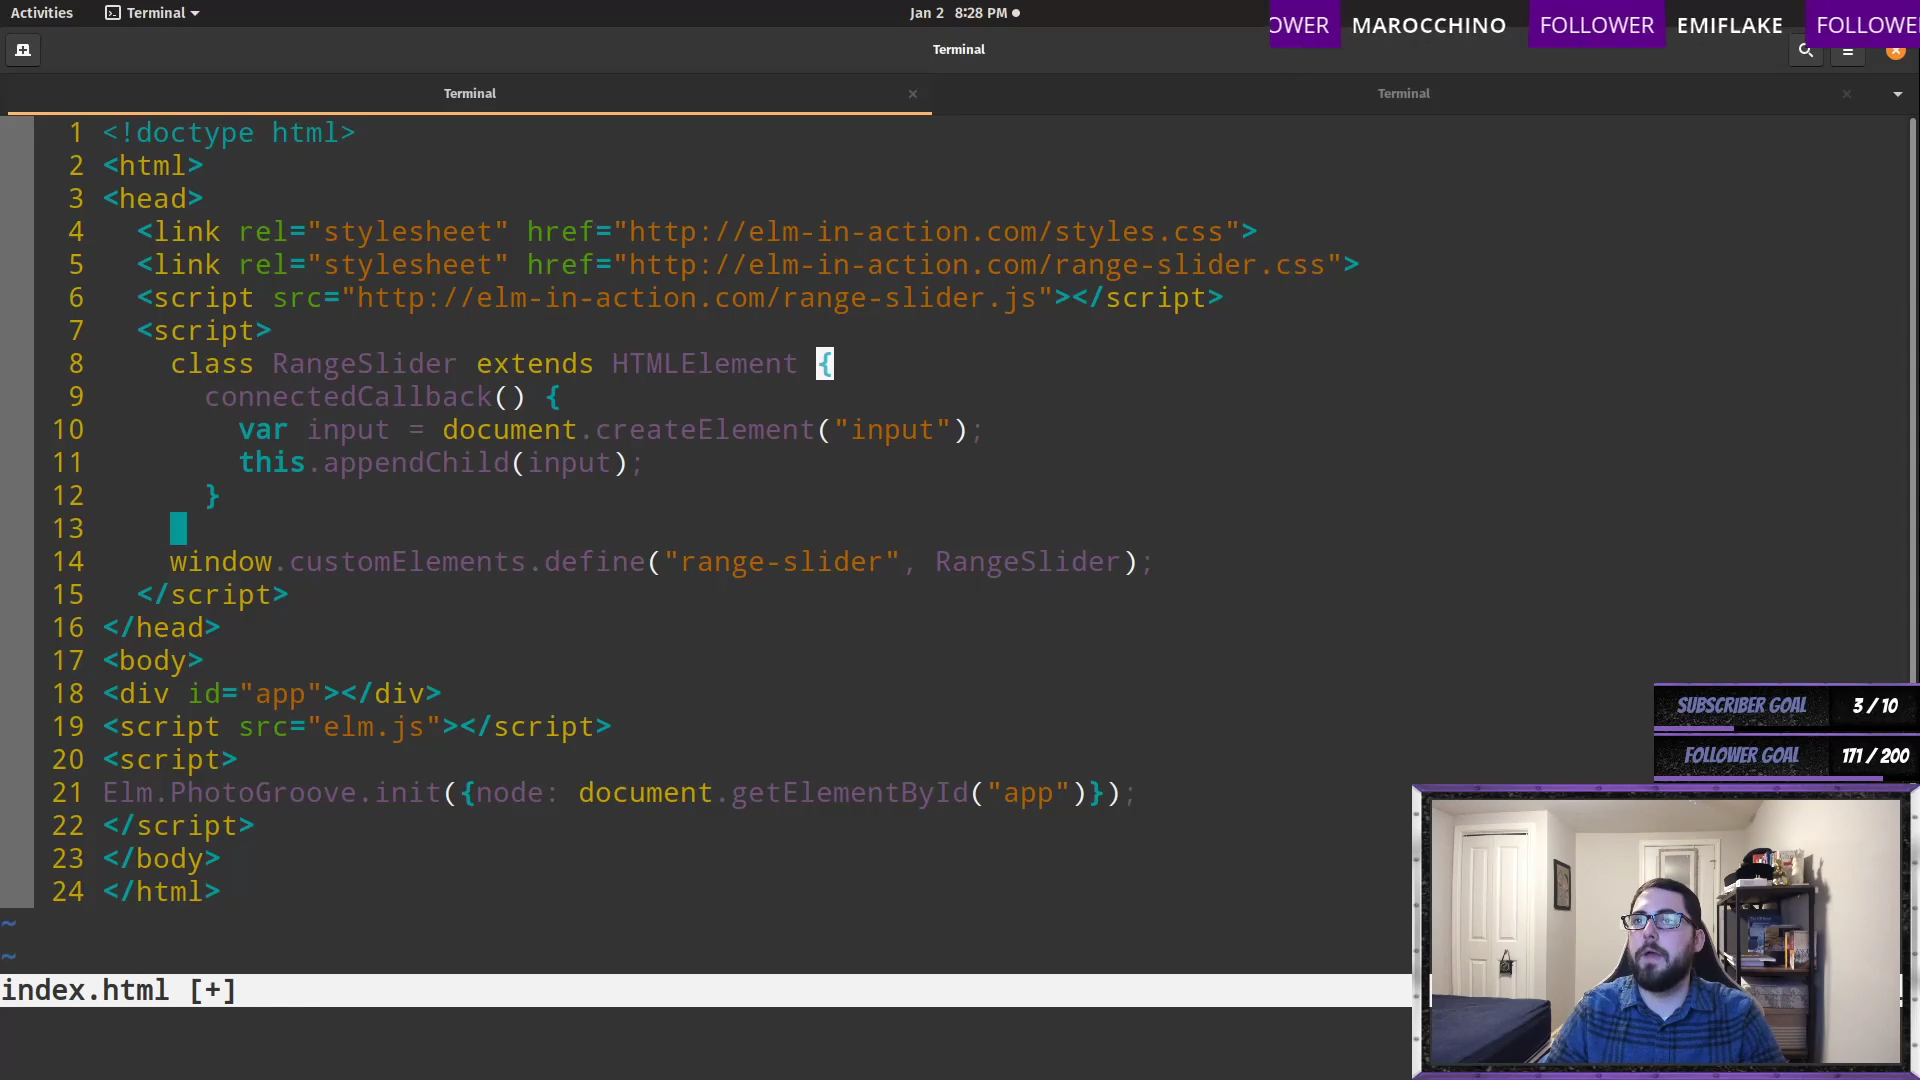 Activities Terminal Jan 2 8:28 PM
OWER MAROCCHINO FOLLOWER EMIFLAKE FOLLOWE
Terminal
Terminal Terminal
1 <!doctype html>
2 <html>
3 <head>
4 <link rel="stylesheet" href="http://elm-in-action.com/styles.css">
5 <link rel="stylesheet" href="http://elm-in-action.com/range-slider.css">
6 <script src="http://elm-in-action.com/range-slider.js"></script>
7 <script>
8 class RangeSlider extends HTMLElement {
9 connectedCallback() {
10 var input = document.createElement("input");
11 this.appendChild(input);
12 }
13 }
14 window.customElements.define("range-slider", RangeSlider);
15 </script>
16 </head>
17 <body>
18 <div id="app"></div>
19 <script src="elm.js"></script>
20 <script>
21 Elm.PhotoGroove.init({node: document.getElementById("app")});
22 </script>
23 </body>
24 </html>
~
~
index.html [+]
SUBSCRIBER GOAL 3 / 10
FOLLOWER GOAL 171 / 200